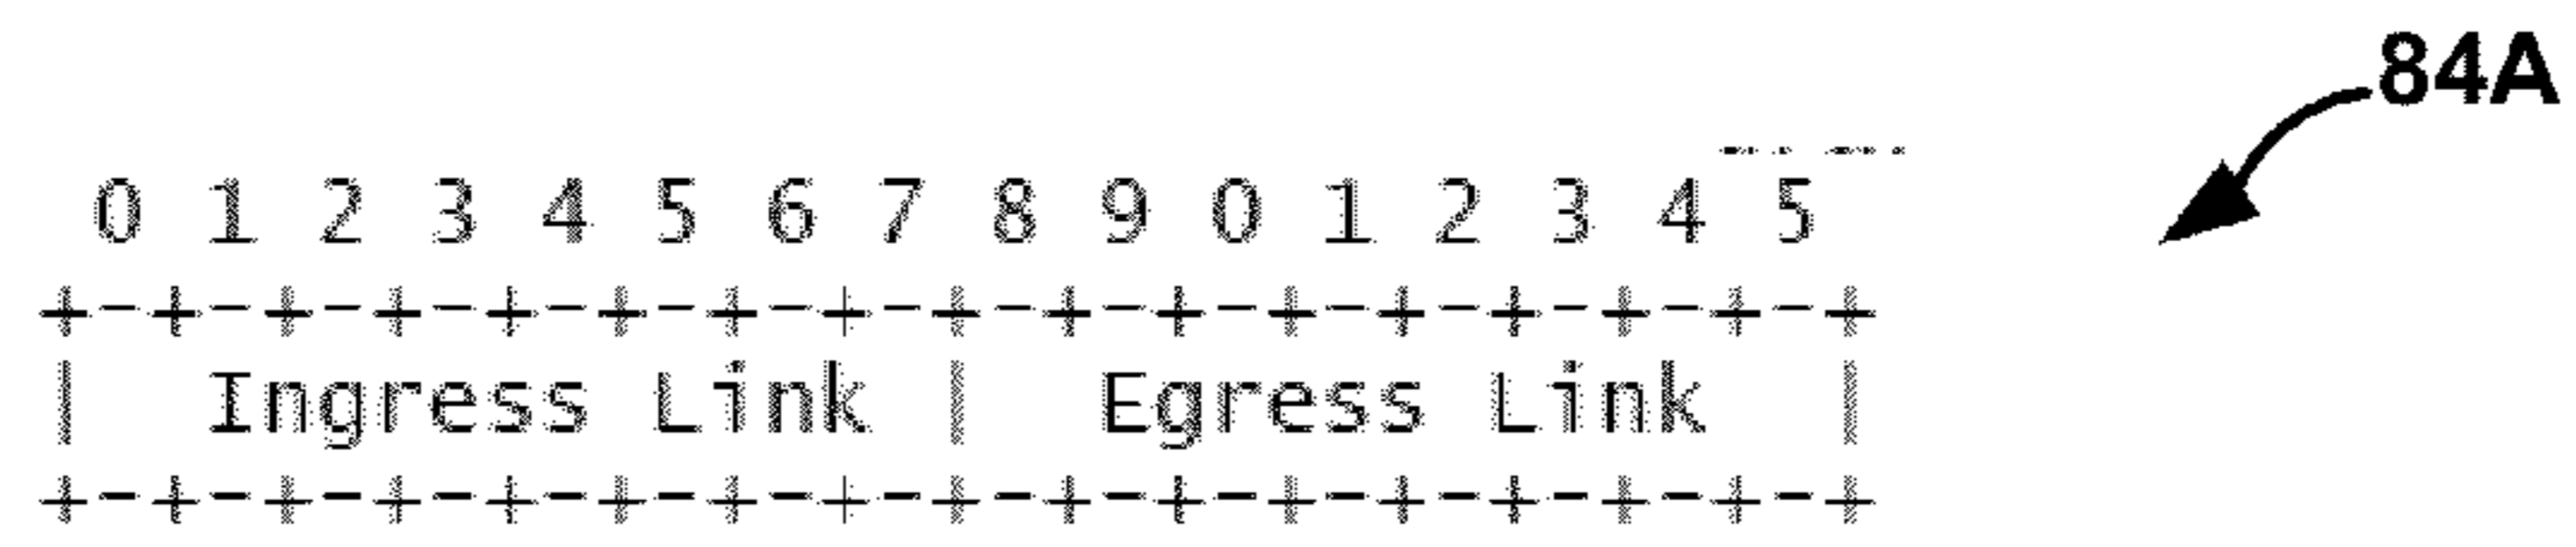 84A
0 1 2 3 4 5 6 7 8 9 0 1 2 3 4 5
+-+-+-+-+-+-+-+-+-+-+-+-+-+-+-+-+
|  Ingress Link |  Egress Link  |
+-+-+-+-+-+-+-+-+-+-+-+-+-+-+-+-+